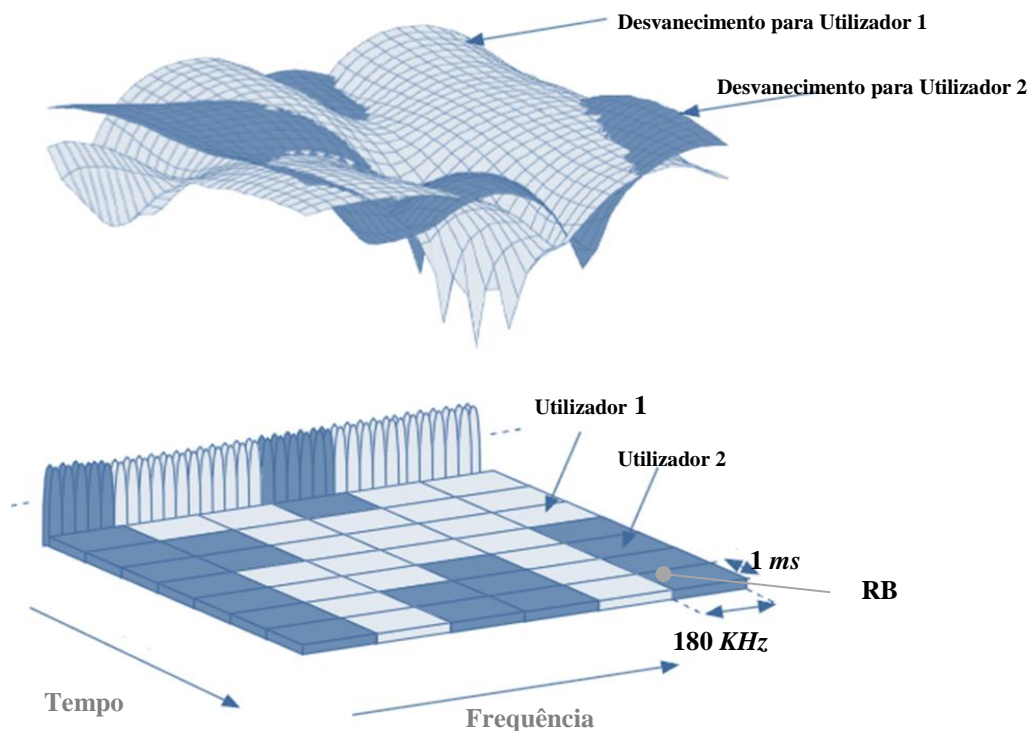 Desvanecimento para Utilizador 1
Desvanecimento para Utilizador 2
Utilizador 1
Utilizador 2
1 ms
RB
180 KHz
Tempo
Frequência